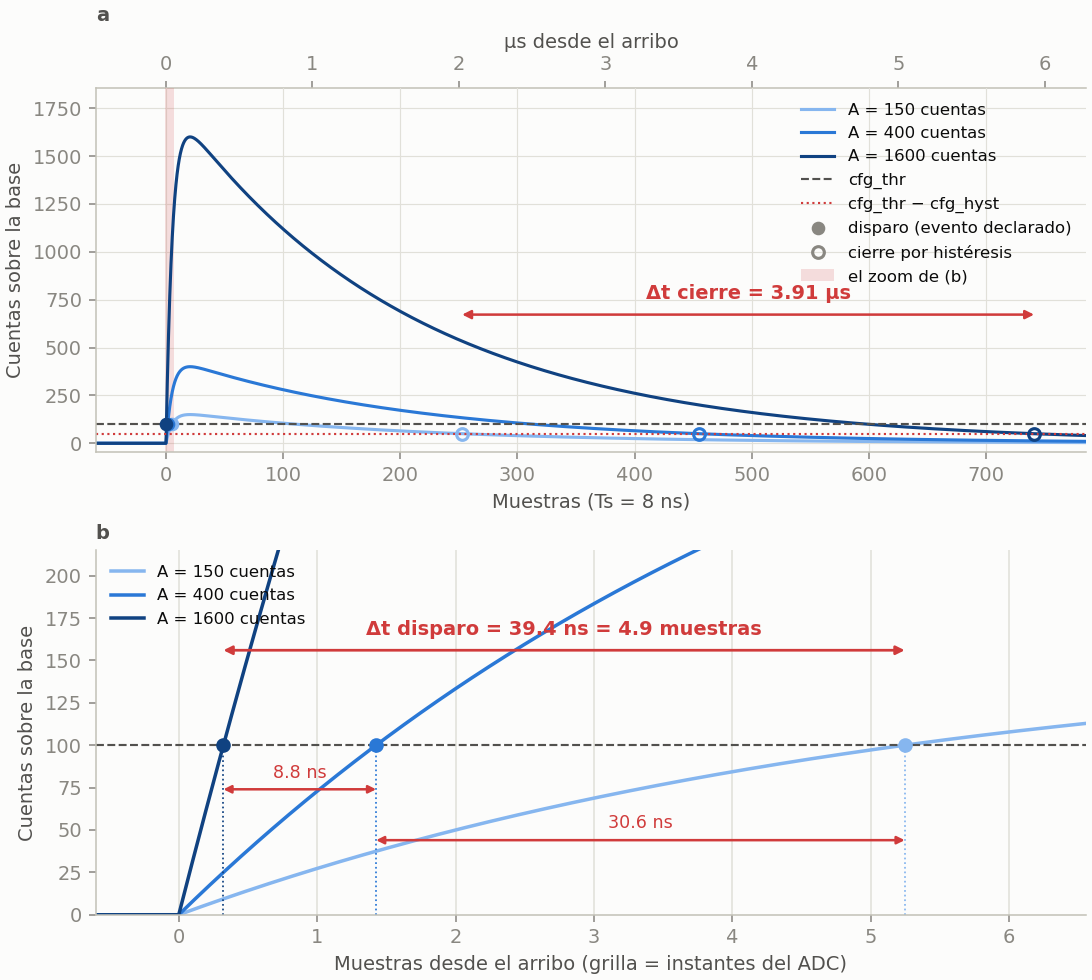 a
µs desde el arribo
0 1 2 3 4 5 6
Cuentas sobre la base
1750
1500
1250
1000
750
500
250
0
A = 150 cuentas
A = 400 cuentas
A = 1600 cuentas
cfg_thr
cfg_thr − cfg_hyst
disparo (evento declarado)
cierre por histéresis
el zoom de (b)
Δt cierre = 3.91 µs
0 100 200 300 400 500 600 700
Muestras (Ts = 8 ns)
b
Cuentas sobre la base
200
175
150
125
100
75
50
25
0
A = 150 cuentas
A = 400 cuentas
A = 1600 cuentas
Δt disparo = 39.4 ns = 4.9 muestras
8.8 ns
30.6 ns
0 1 2 3 4 5 6
Muestras desde el arribo (grilla = instantes del ADC)